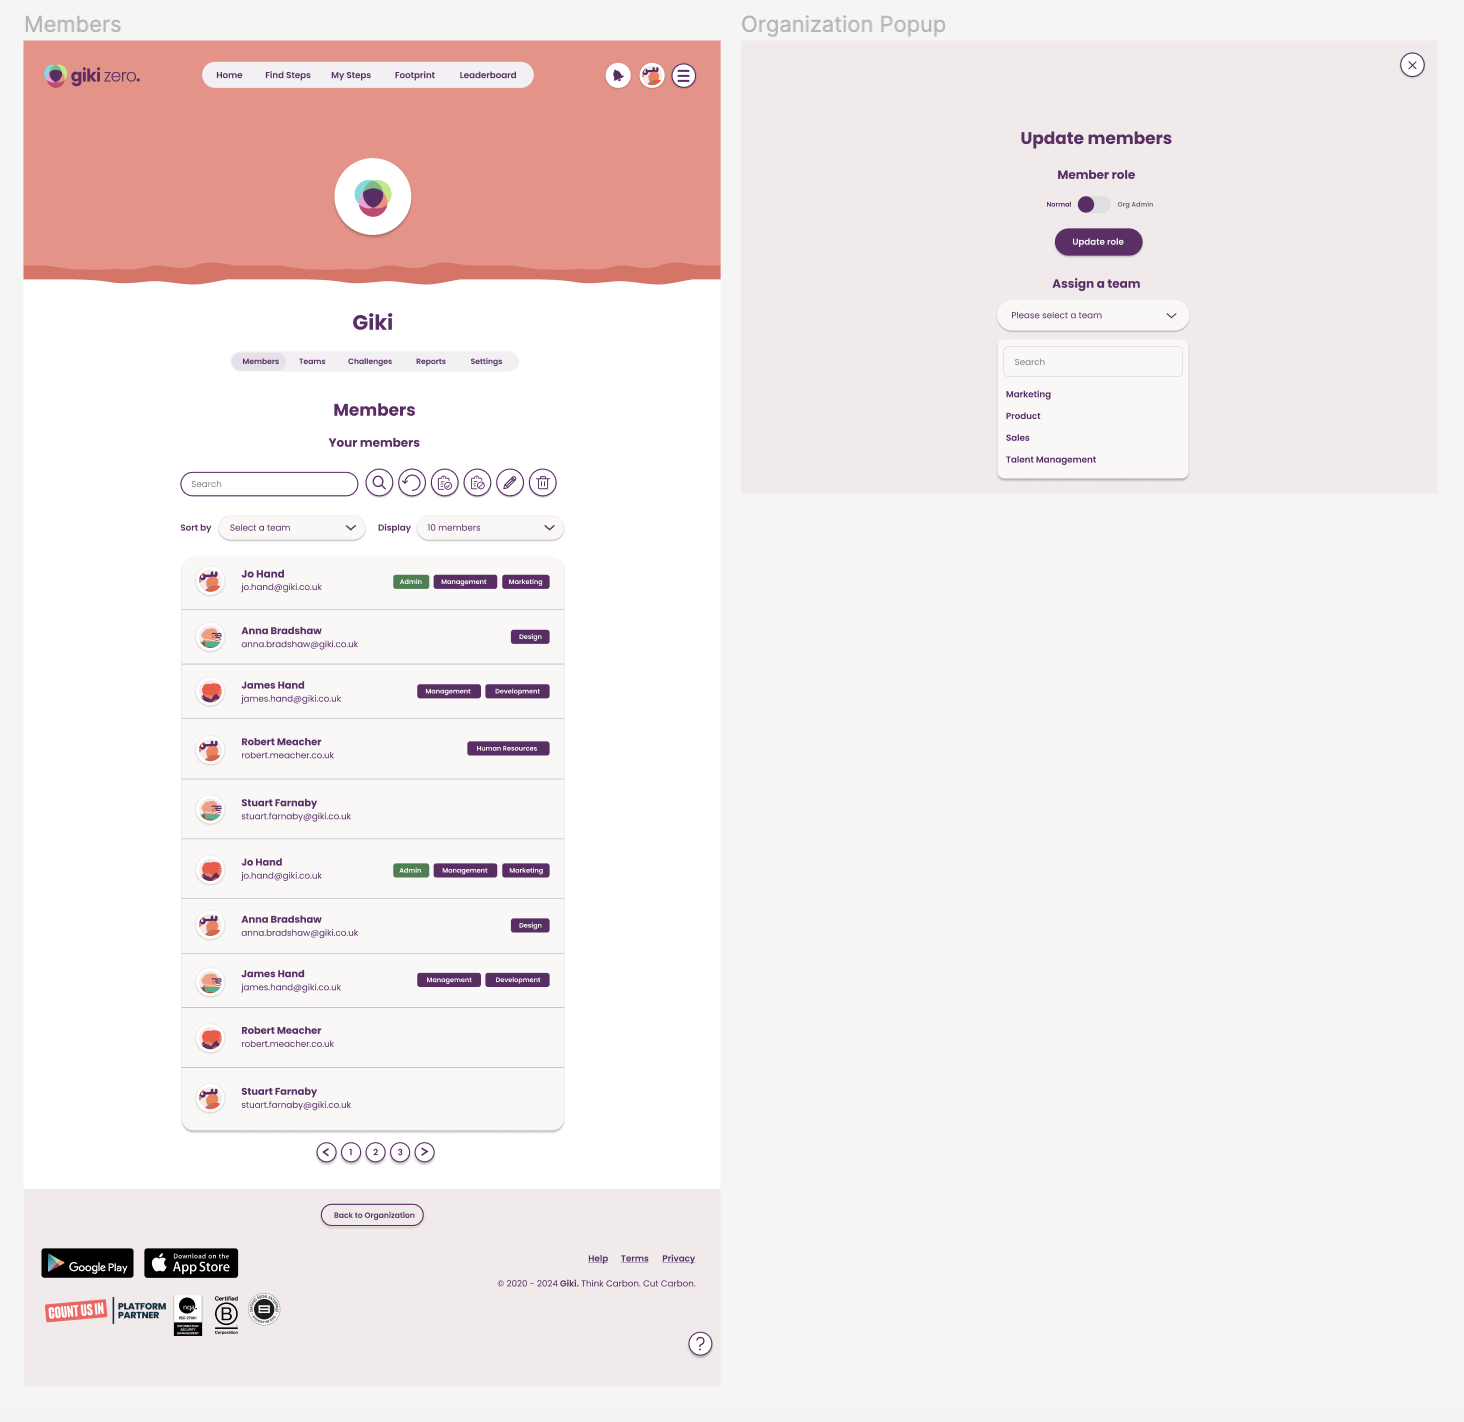 Members
giki zero.
Home Find Steps My Steps Footprint Leaderboard
Giki
Members Teams Challenges Reports Settings
Members
Your members
Search
Sort by Select a team Display 10 members
Jo Hand
jo.hand@giki.co.uk
Admin Management Marketing
Anna Bradshaw
anna.bradshaw@giki.co.uk
Design
James Hand
james.hand@giki.co.uk
Management Development
Robert Meacher
robert.meacher.co.uk
Human Resources
Stuart Farnaby
stuart.farnaby@giki.co.uk
Jo Hand
jo.hand@giki.co.uk
Admin Management Marketing
Anna Bradshaw
anna.bradshaw@giki.co.uk
Design
James Hand
james.hand@giki.co.uk
Management Development
Robert Meacher
robert.meacher.co.uk
Stuart Farnaby
stuart.farnaby@giki.co.uk
< 1 2 3 >
Back to Organization
Google Play
Download on the
App Store
Help Terms Privacy
© 2020 - 2024 Giki. Think Carbon. Cut Carbon.
COUNT US IN
PLATFORM
PARTNER
nqa.
ISO 27001
INFORMATION
SECURITY
MANAGEMENT
Certified
B
Corporation
?
Organization Popup
Update members
Member role
Normal Org Admin
Update role
Assign a team
Please select a team
Search
Marketing
Product
Sales
Talent Management